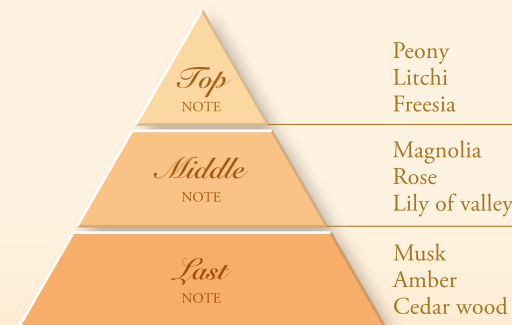 Top
NOTE
Peony
Litchi
Freesia
Middle
NOTE
Magnolia
Rose
Lily of valley
Last
NOTE
Musk
Amber
Cedar wood